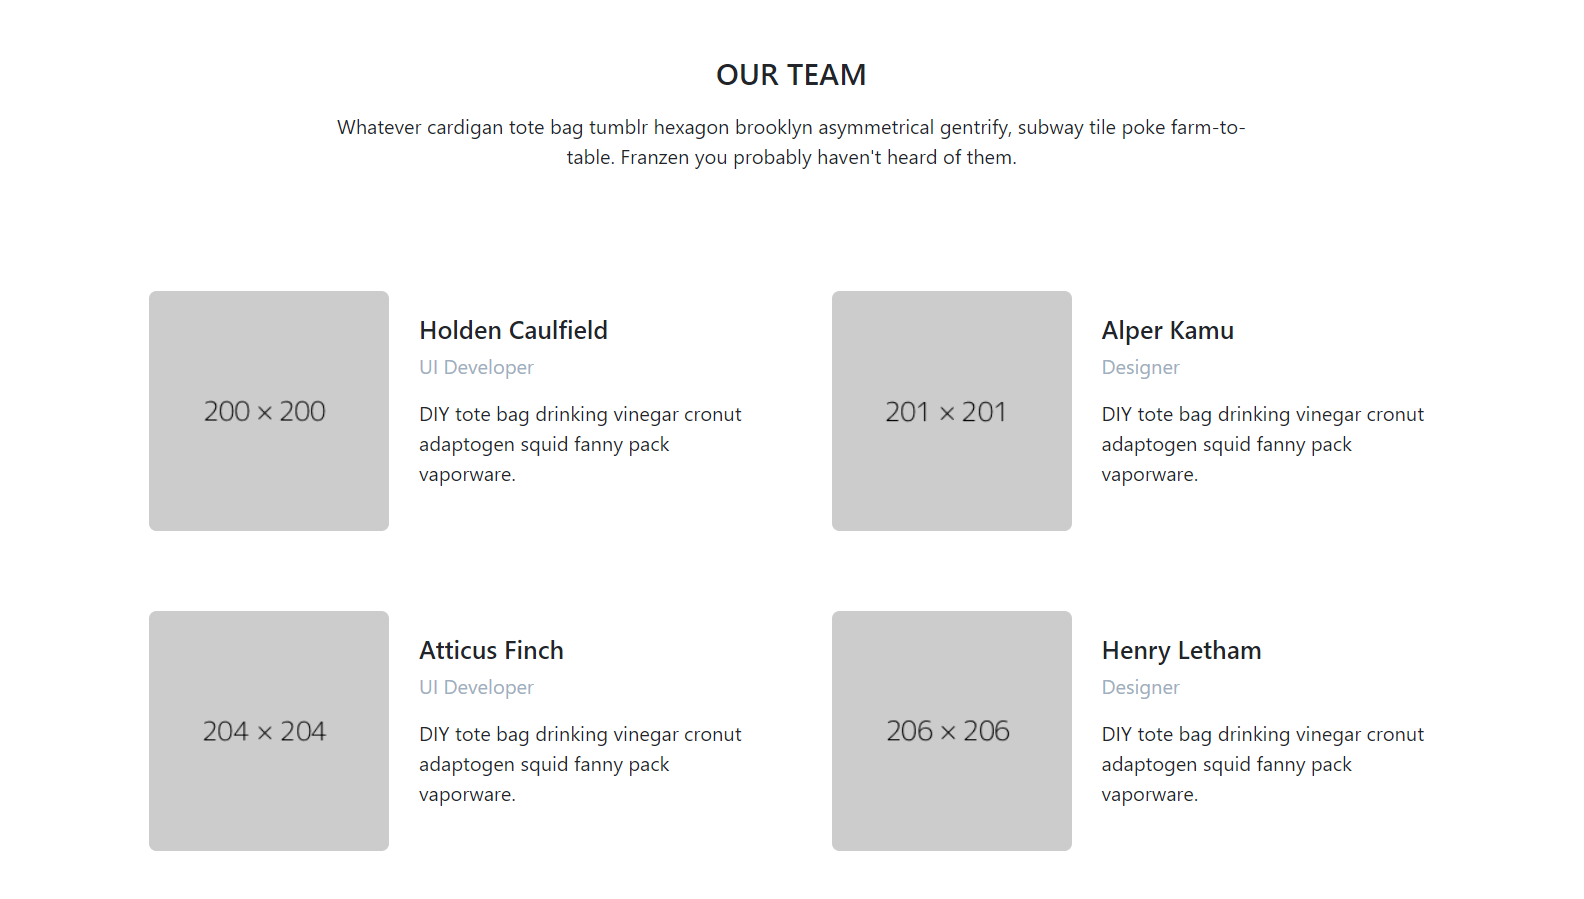 OUR TEAM
Whatever cardigan tote bag tumblr hexagon brooklyn asymmetrical gentrify, subway tile poke farm-to-
table. Franzen you probably haven't heard of them.
200 × 200
Holden Caulfield
UI Developer
DIY tote bag drinking vinegar cronut
adaptogen squid fanny pack
vaporware.
201 × 201
Alper Kamu
Designer
DIY tote bag drinking vinegar cronut
adaptogen squid fanny pack
vaporware.
204 × 204
Atticus Finch
UI Developer
DIY tote bag drinking vinegar cronut
adaptogen squid fanny pack
vaporware.
206 × 206
Henry Letham
Designer
DIY tote bag drinking vinegar cronut
adaptogen squid fanny pack
vaporware.